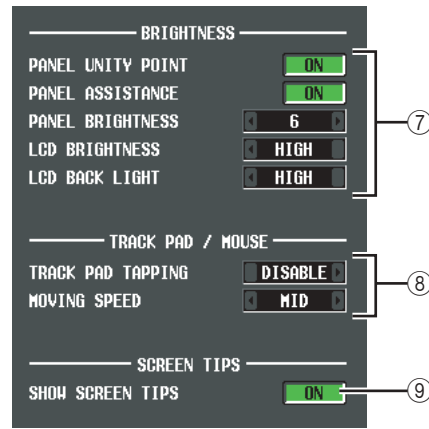 BRIGHTNESS
PANEL UNITY POINT ON
PANEL ASSISTANCE ON
PANEL BRIGHTNESS 6
LCD BRIGHTNESS HIGH
LCD BACK LIGHT HIGH
⑦
TRACK PAD / MOUSE
TRACK PAD TAPPING DISABLE
MOVING SPEED MID
⑧
SCREEN TIPS
SHOW SCREEN TIPS ON
⑨